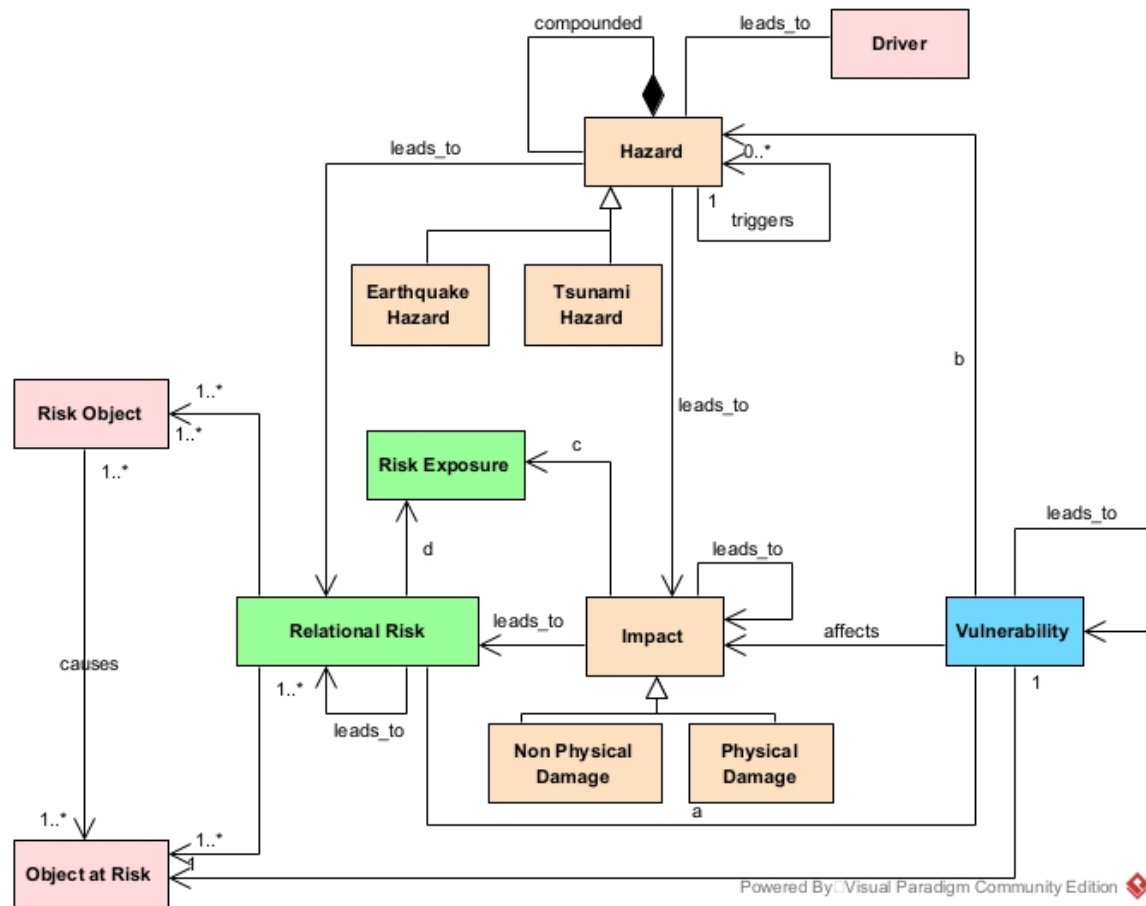 compounded
leads_to
Driver
Hazard
0..*
leads_to
1
triggers
Earthquake
Hazard
Tsunami
Hazard
b
1..*
Risk Object
1..*
1..*
leads_to
Risk Exposure
c
leads_to
d
leads_to
Relational Risk
leads_to
Impact
affects
Vulnerability
causes
1..*
1
leads_to
Non Physical
Damage
Physical
Damage
a
1..*
1..*
1
Object at Risk
Powered By Visual Paradigm Community Edition